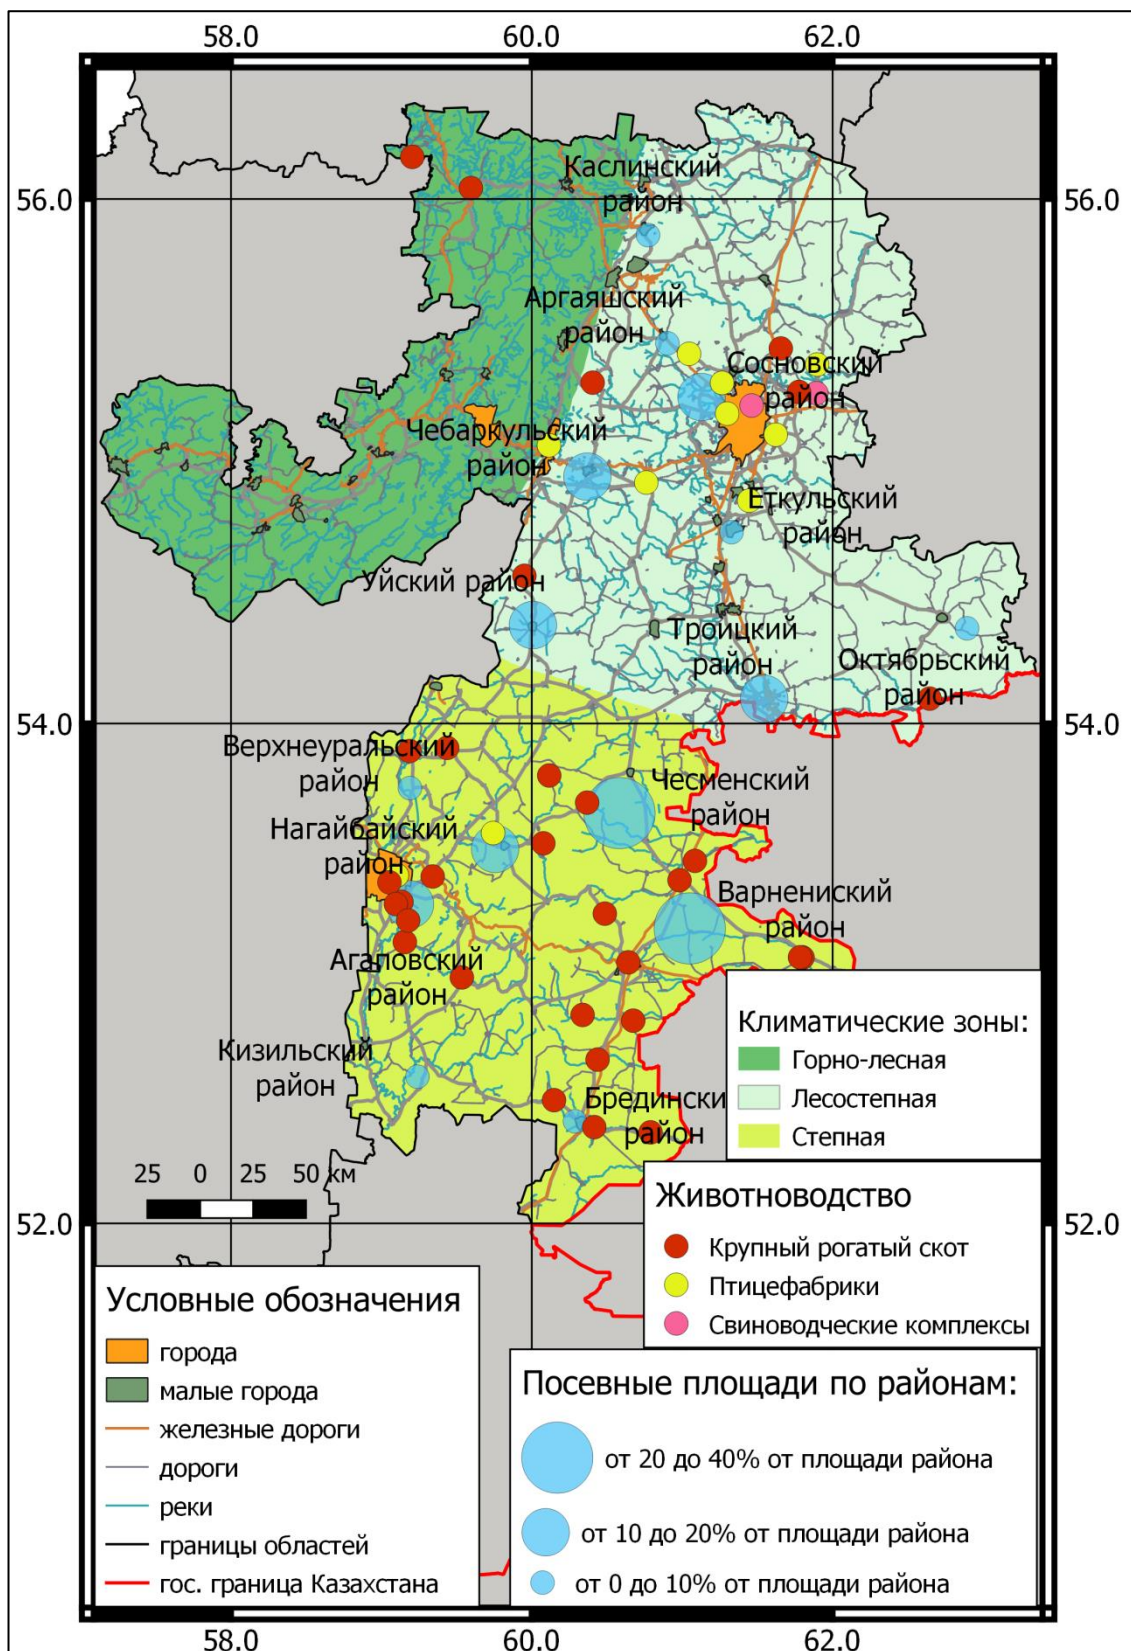 58.0 60.0 62.0
Каслинский
район
56.0 56.0
Аргаяшский
район
Сосновский
район
Чебаркульский
район
Еткульский
район
Уйский район
Троицкий
район
Октябрьский
район
54.0 54.0
Верхнеуральский
район
Чесменский
район
Нагайбайский
район
Варнениский
район
Агаповский
район
Кизильский
район
Бредински
район
Климатические зоны:
Горно-лесная
Лесостепная
Степная
25 0 25 50 км
52.0 52.0
Животноводство
Крупный рогатый скот
Птицефабрики
Свиноводческие комплексы
Условные обозначения
города
малые города
железные дороги
дороги
реки
границы областей
гос. граница Казахстана
Посевные площади по районам:
от 20 до 40% от площади района
от 10 до 20% от площади района
от 0 до 10% от площади района
58.0 60.0 62.0